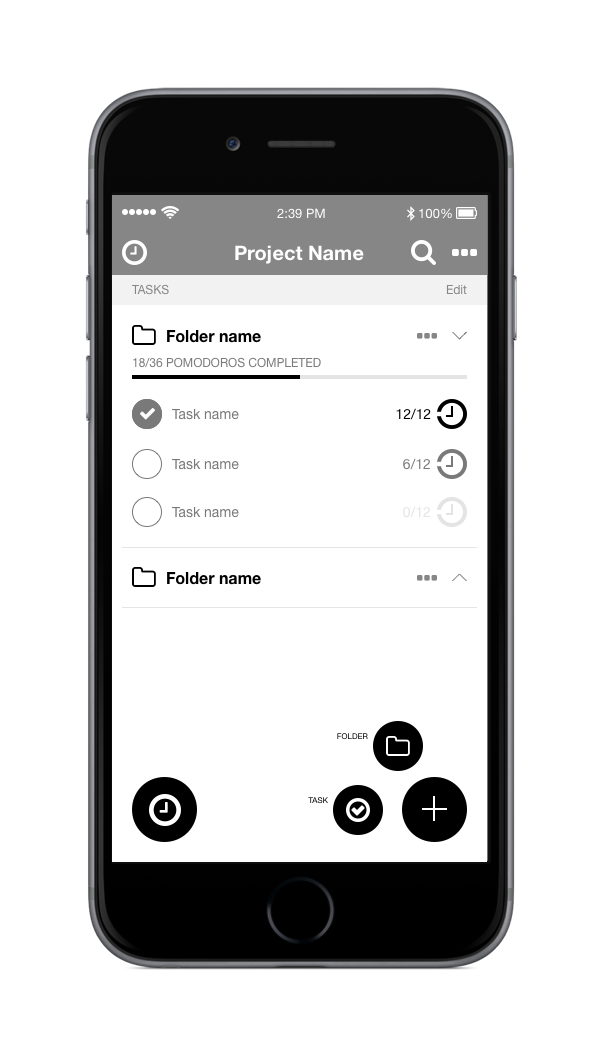 2:39 PM 100%
Project Name
TASKS Edit
Folder name
18/36 POMODOROS COMPLETED
Task name 12/12
Task name 6/12
Task name 0/12
Folder name
FOLDER
TASK